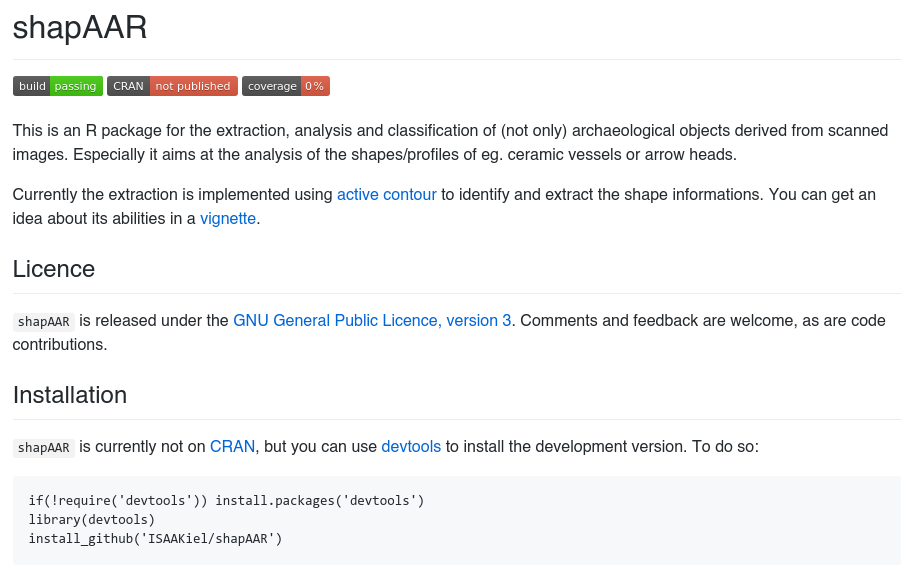 shapAAR
build passing CRAN not published coverage 0%
This is an R package for the extraction, analysis and classification of (not only) archaeological objects derived from scanned
images. Especially it aims at the analysis of the shapes/profiles of eg. ceramic vessels or arrow heads.
Currently the extraction is implemented using active contour to identify and extract the shape informations. You can get an
idea about its abilities in a vignette.
Licence
shapAAR is released under the GNU General Public Licence, version 3. Comments and feedback are welcome, as are code
contributions.
Installation
shapAAR is currently not on CRAN, but you can use devtools to install the development version. To do so:
if(!require('devtools')) install.packages('devtools')
library(devtools)
install_github('ISAAKiel/shapAAR')